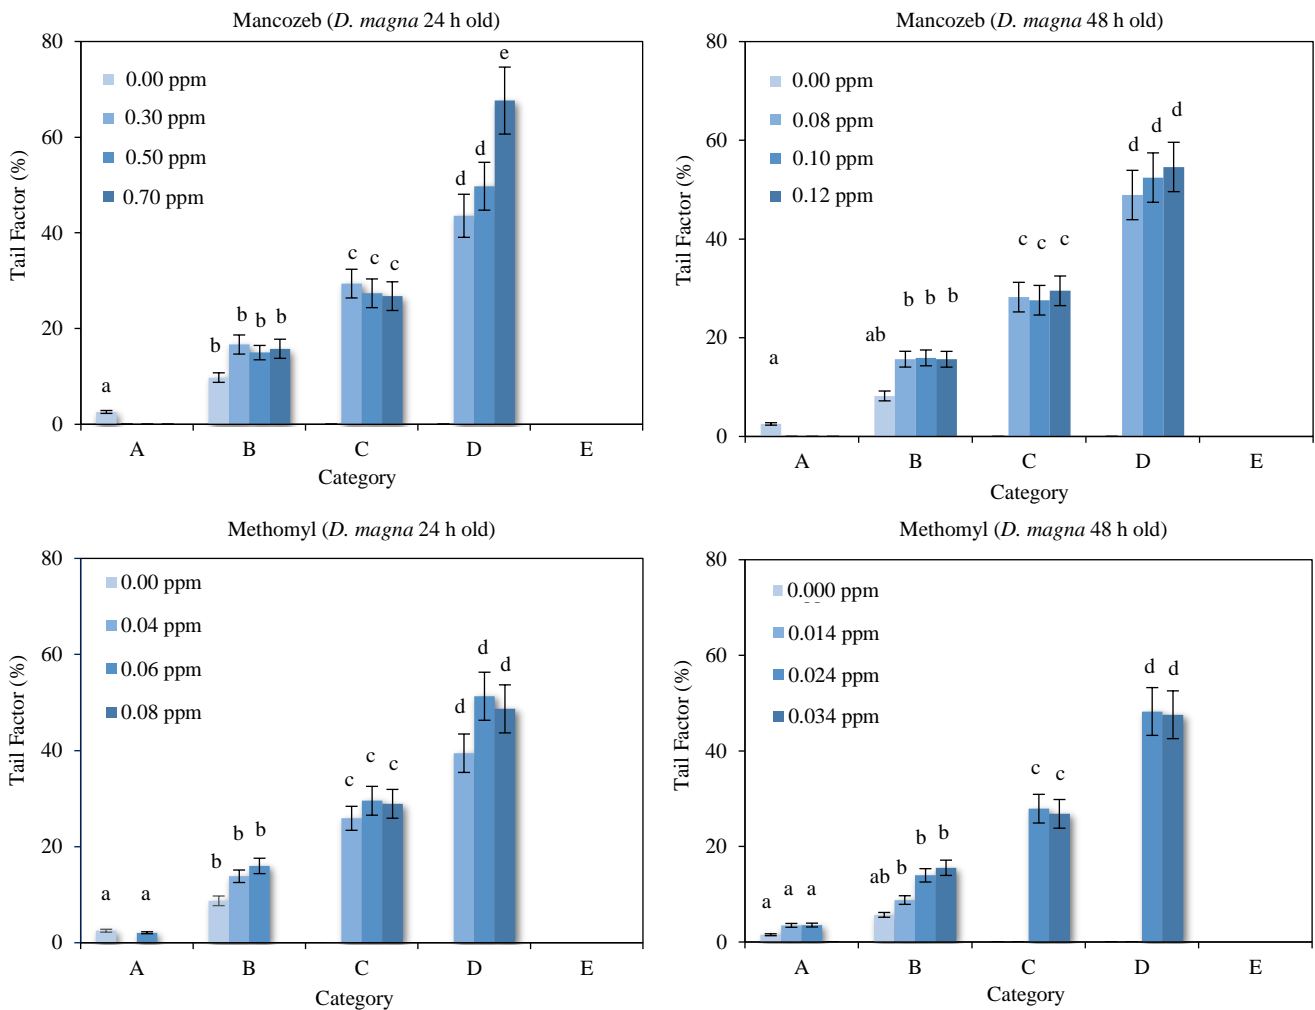 Mancozeb (D. magna 24 h old)
80
60
40
20
0
Tail Factor (%)
0.00 ppm
0.30 ppm
0.50 ppm
0.70 ppm
a
b
b
b
b
c
c
c
d
d
e
A B C D E
Category
Mancozeb (D. magna 48 h old)
80
60
40
20
0
Tail Factor (%)
0.00 ppm
0.08 ppm
0.10 ppm
0.12 ppm
a
ab
b
b
b
c
c
c
d
d
d
A B C D E
Category
Methomyl (D. magna 24 h old)
80
60
40
20
0
Tail Factor (%)
0.00 ppm
0.04 ppm
0.06 ppm
0.08 ppm
a
a
b
b
b
c
c
c
d
d
d
A B C D E
Category
Methomyl (D. magna 48 h old)
80
60
40
20
0
Tail Factor (%)
0.000 ppm
0.014 ppm
0.024 ppm
0.034 ppm
a
a
a
ab
b
b
b
c
c
d
d
A B C D E
Category